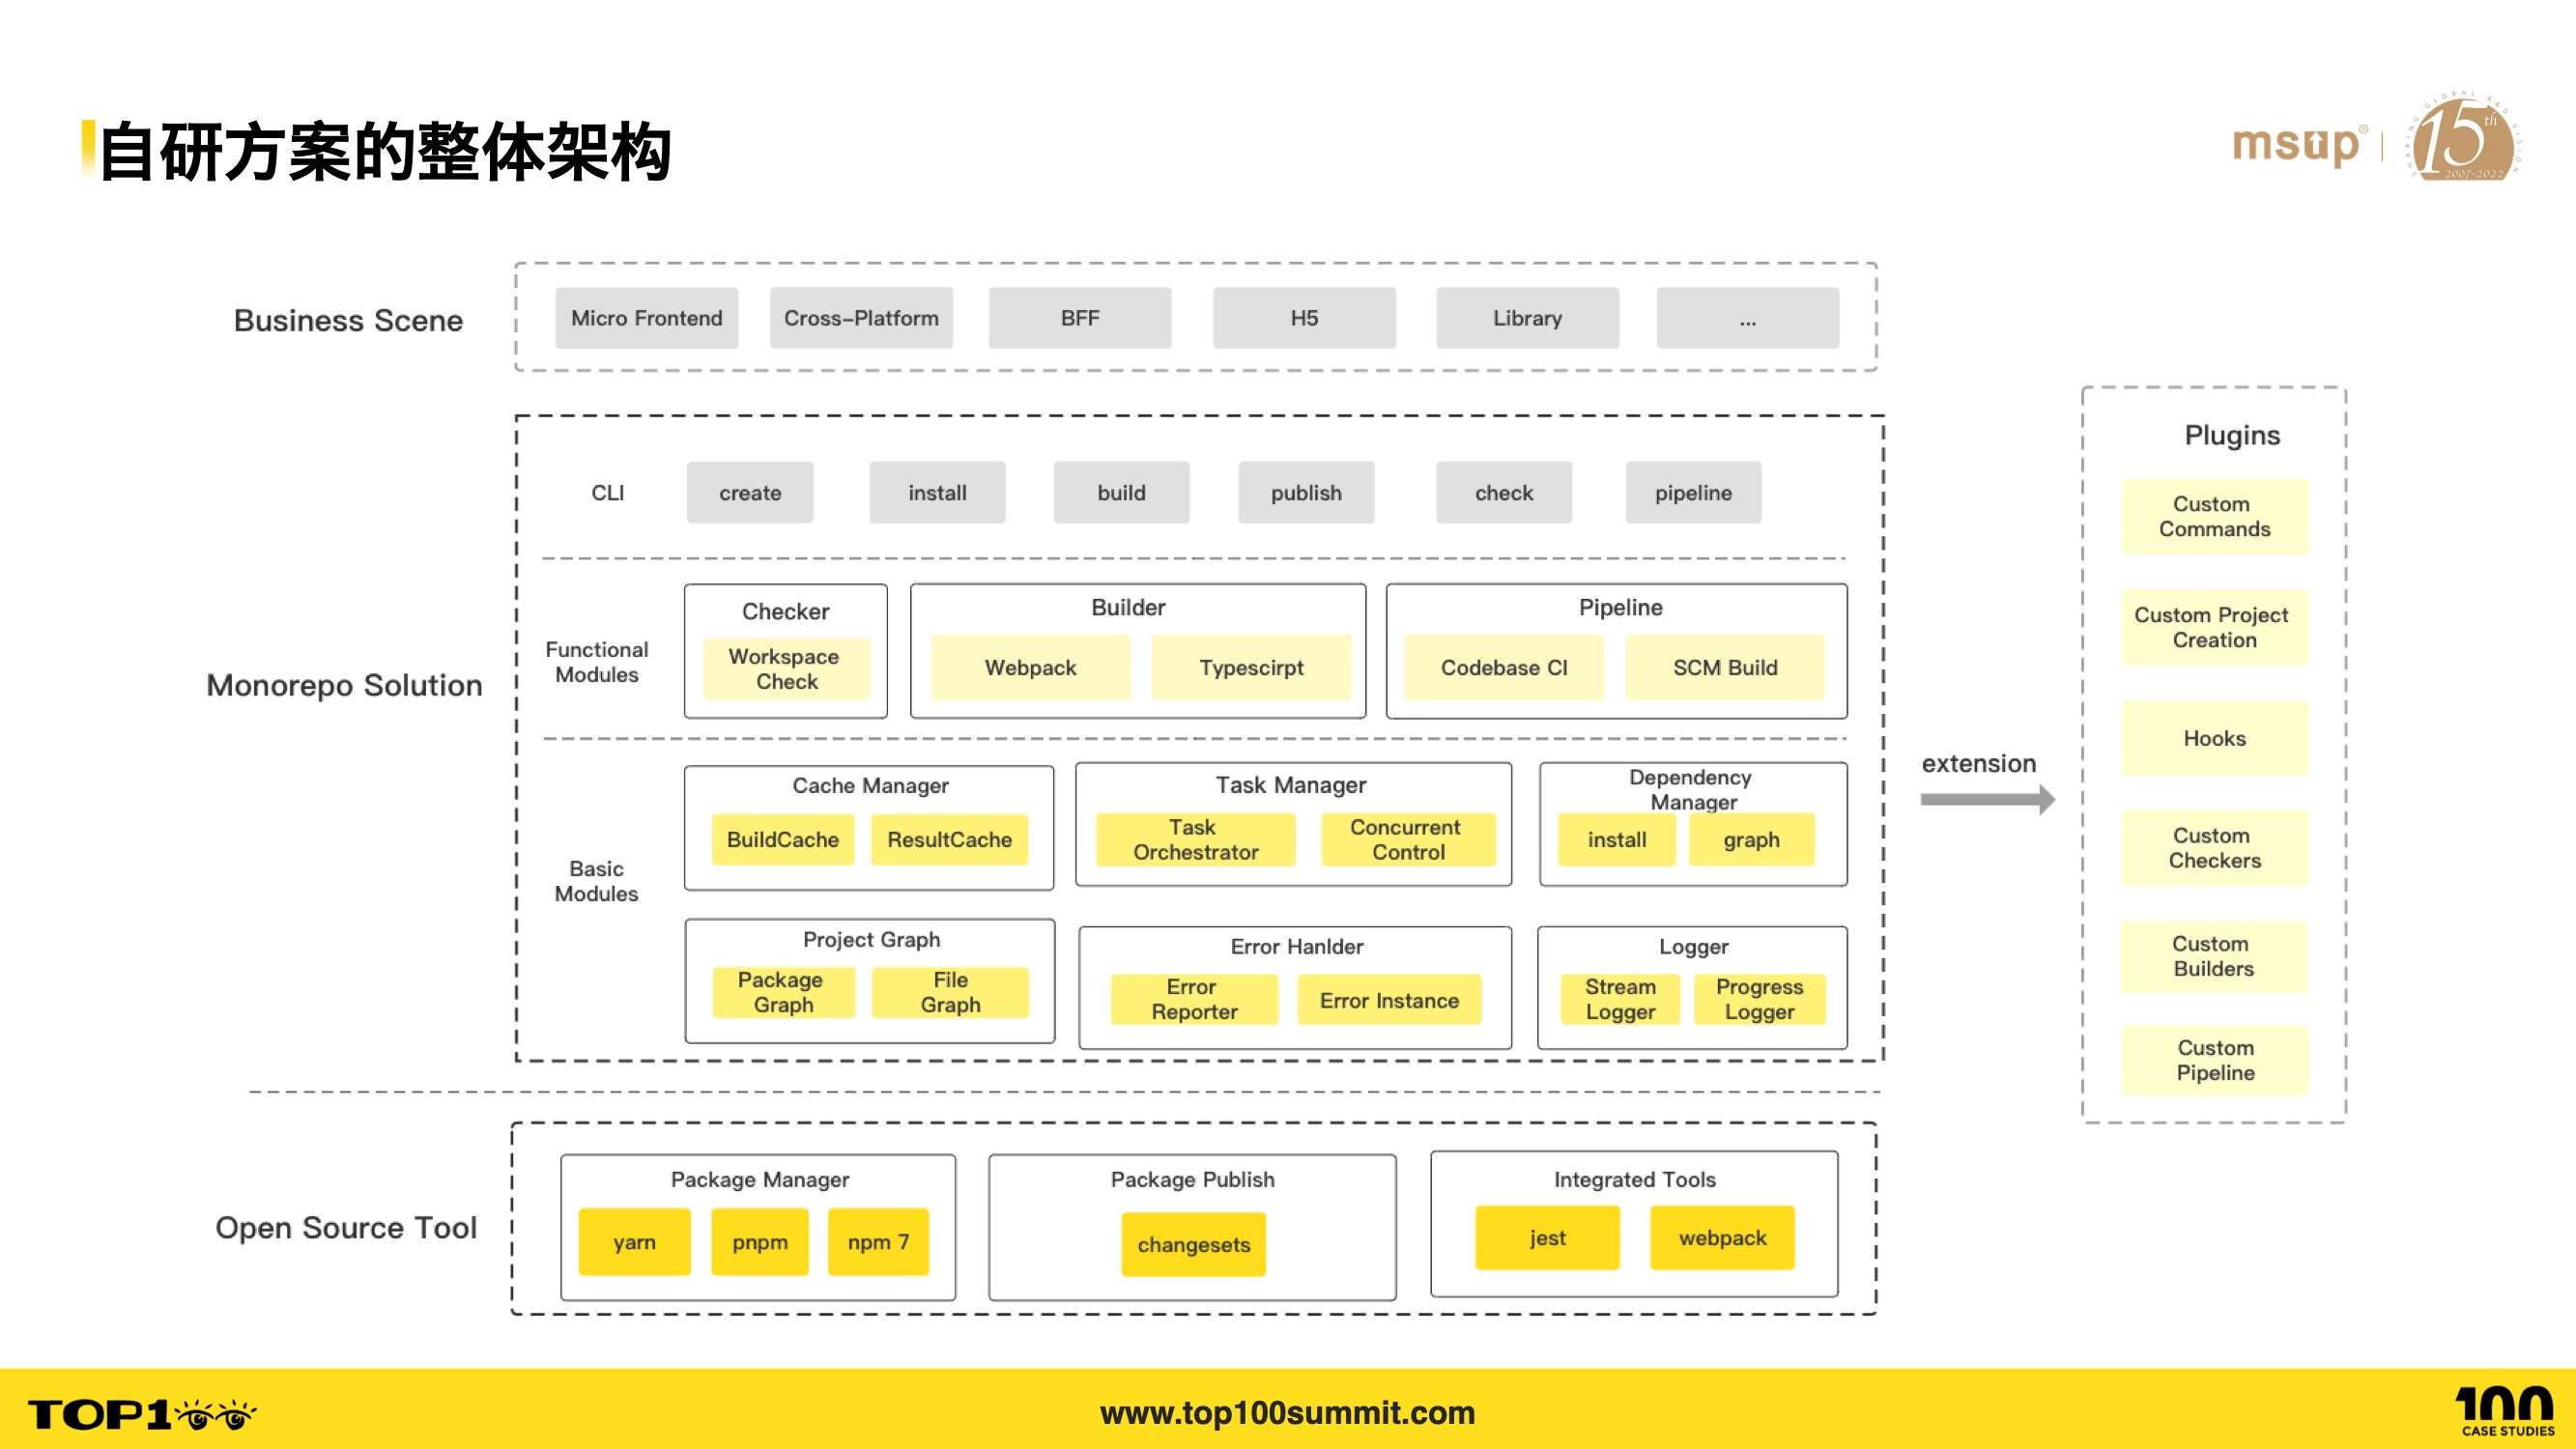 自研方案的整体架构
msup®
SHARING GLOBAL R&D VISION
15th
2007-2022
Business Scene
Micro Frontend
Cross-Platform
BFF
H5
Library
...
Monorepo Solution
CLI
create
install
build
publish
check
pipeline
Functional
Modules
Checker
Workspace
Check
Builder
Webpack
Typescirpt
Pipeline
Codebase CI
SCM Build
Basic
Modules
Cache Manager
BuildCache
ResultCache
Task Manager
Task
Orchestrator
Concurrent
Control
Dependency
Manager
install
graph
Project Graph
Package
Graph
File
Graph
Error Hanlder
Error
Reporter
Error Instance
Logger
Stream
Logger
Progress
Logger
extension
Plugins
Custom
Commands
Custom Project
Creation
Hooks
Custom
Checkers
Custom
Builders
Custom
Pipeline
Open Source Tool
Package Manager
yarn
pnpm
npm 7
Package Publish
changesets
Integrated Tools
jest
webpack
TOP1
www.top100summit.com
100
CASE STUDIES